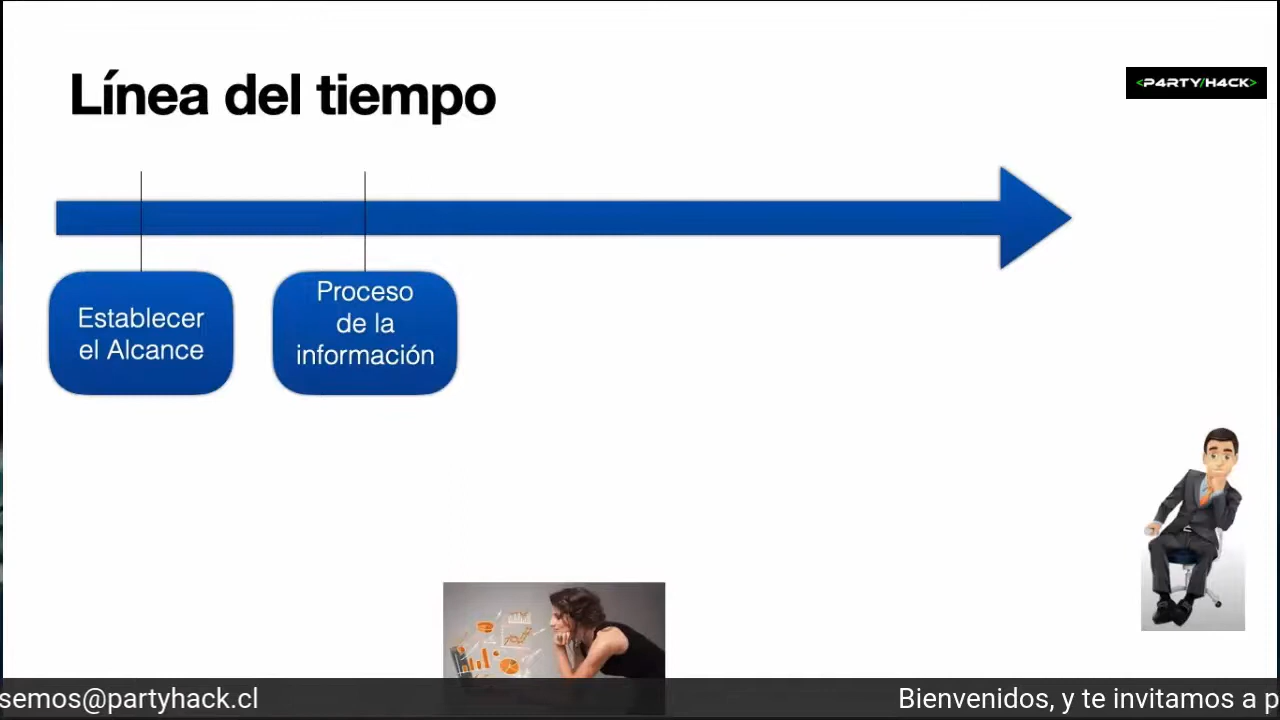 Línea del tiempo
<P4RTY/H4CK>
Establecer
el Alcance
Proceso
de la
información
semos@partyhack.cl
Bienvenidos, y te invitamos a p